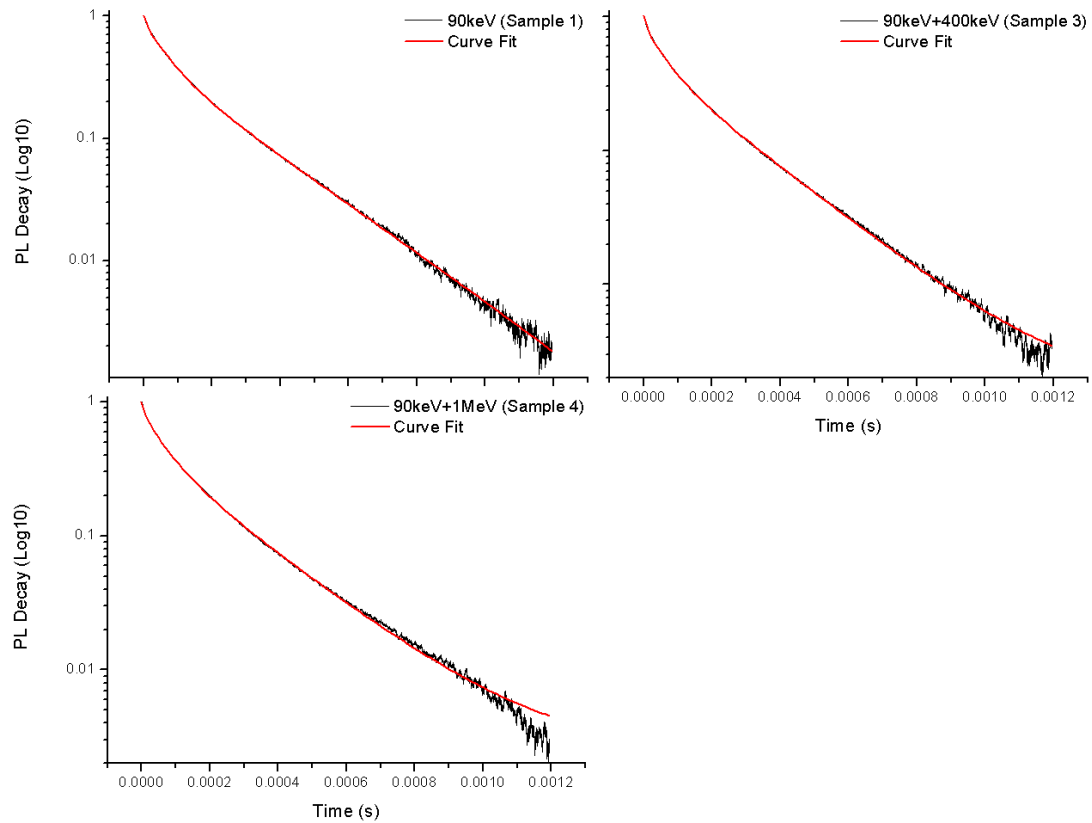 90keV (Sample 1)
Curve Fit
1
0.1
0.01
PL Decay (Log10)
90keV+400keV (Sample 3)
Curve Fit
0.0000 0.0002 0.0004 0.0006 0.0008 0.0010 0.0012
Time (s)
90keV+1MeV (Sample 4)
Curve Fit
1
0.1
0.01
PL Decay (Log10)
0.0000 0.0002 0.0004 0.0006 0.0008 0.0010 0.0012
Time (s)